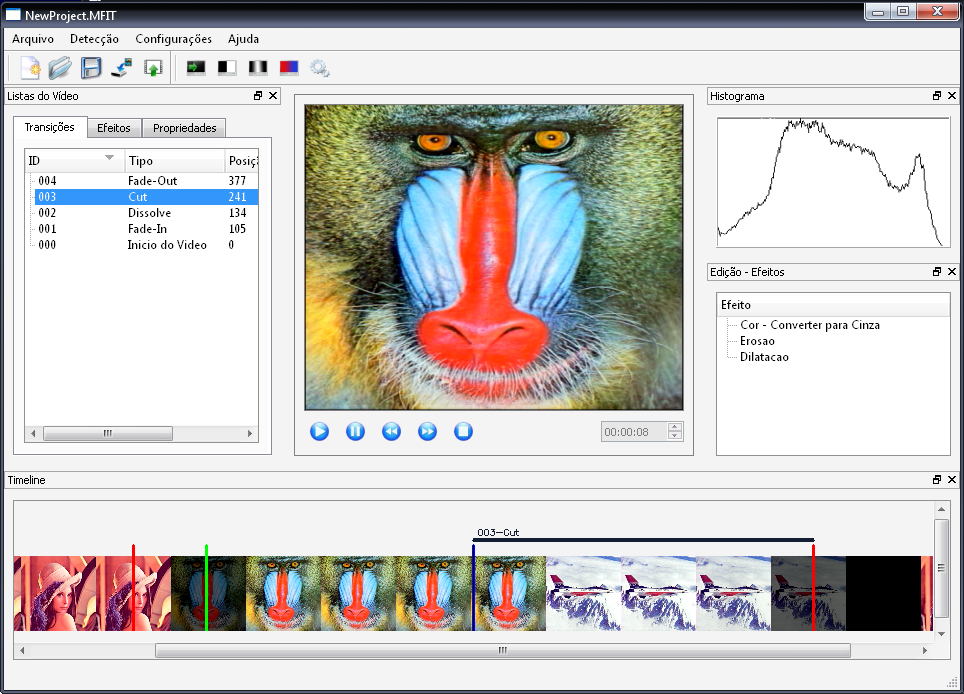 NewProject.MFIT
Arquivo Detecção Configurações Ajuda
Listas do Vídeo
Transições Efeitos Propriedades
ID Tipo Posiç
004 Fade-Out 377
003 Cut 241
002 Dissolve 134
001 Fade-In 105
000 Inicio do Video 0
00:00:08
Histograma
Edição - Efeitos
Efeito
Cor - Converter para Cinza
Erosao
Dilatacao
Timeline
003-Cut